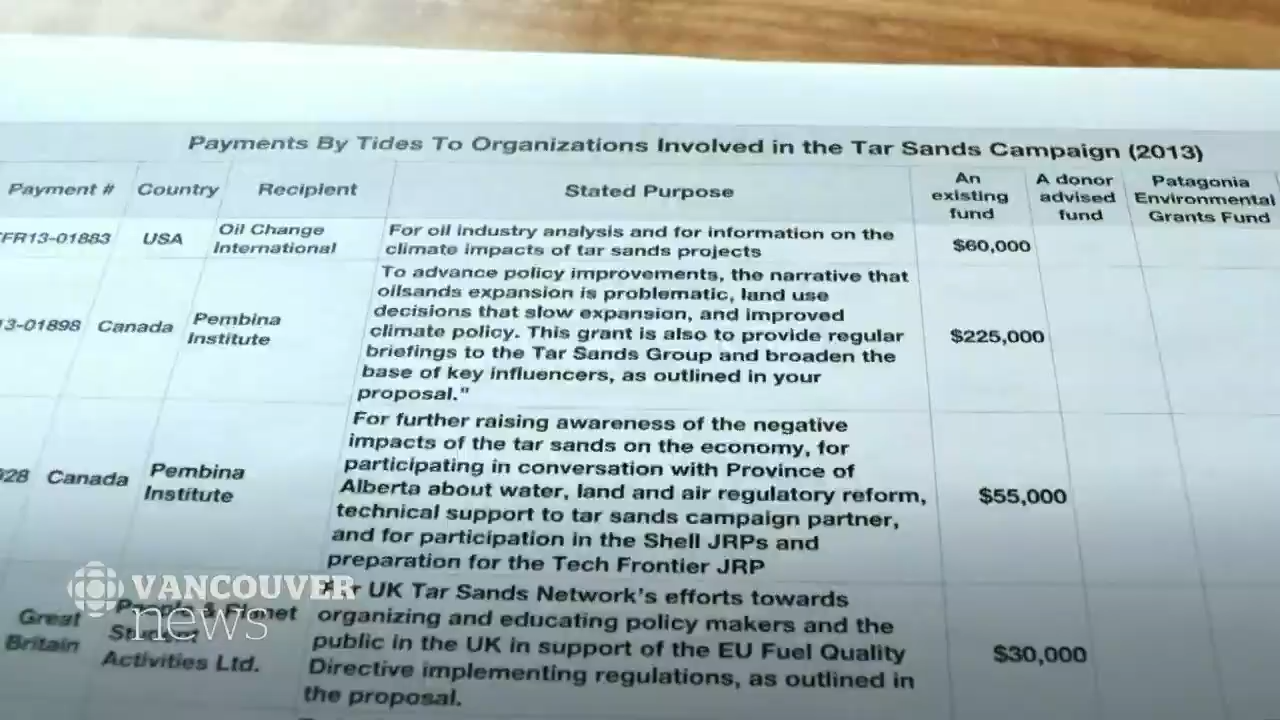 Payments By Tides To Organizations Involved in the Tar Sands Campaign (2013)
Payment #
Country
Recipient
Stated Purpose
An
existing
fund
A donor
advised
fund
Patagonia
Environmental
Grants Fund
FR13-01883
USA
Oil Change
International
For oil industry analysis and for information on the
climate impacts of tar sands projects
$60,000
13-01898
Canada
Pembina
Institute
To advance policy improvements, the narrative that
oilsands expansion is problematic, land use
decisions that slow expansion, and improved
climate policy. This grant is also to provide regular
briefings to the Tar Sands Group and broaden the
base of key influencers, as outlined in your
proposal."
$225,000
928
Canada
Pembina
Institute
For further raising awareness of the negative
impacts of the tar sands on the economy, for
participating in conversation with Province of
Alberta about water, land and air regulatory reform,
technical support to tar sands campaign partner,
and for participation in the Shell JRPs and
preparation for the Tech Frontier JRP
$55,000
Great
Britain
People & Planet
Student
Activities Ltd.
For UK Tar Sands Network's efforts towards
organizing and educating policy makers and the
public in the UK in support of the EU Fuel Quality
Directive implementing regulations, as outlined in
the proposal.
$30,000
VANCOUVER
news